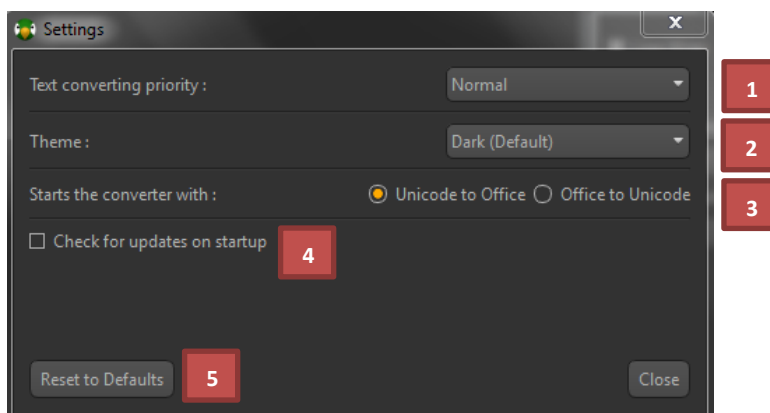 Settings
X
Text converting priority : Normal 1
Theme : Dark (Default) 2
Starts the converter with : Unicode to Office Office to Unicode 3
Check for updates on startup 4
Reset to Defaults 5 Close